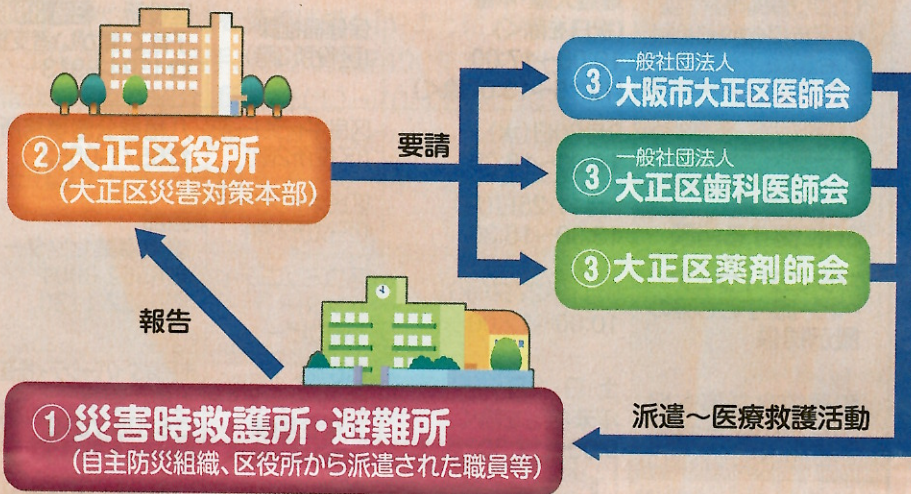 ②大正区役所
(大正区災害対策本部)
要請
③一般社団法人
大阪市大正区医師会
③一般社団法人
大正区歯科医師会
③大正区薬剤師会
報告
①災害時救護所・避難所
(自主防災組織、区役所から派遣された職員等)
派遣～医療救護活動